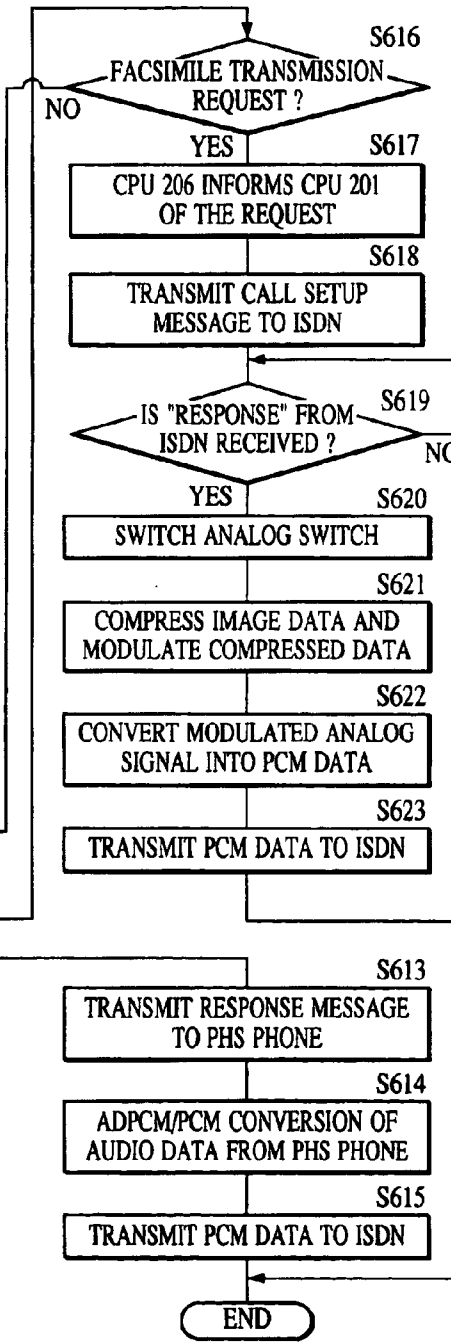 S616
FACSIMILE TRANSMISSION
REQUEST ?
NO
YES
S617
CPU 206 INFORMS CPU 201
OF THE REQUEST
S618
TRANSMIT CALL SETUP
MESSAGE TO ISDN
S619
IS "RESPONSE" FROM
ISDN RECEIVED ?
NO
YES
S620
SWITCH ANALOG SWITCH
S621
COMPRESS IMAGE DATA AND
MODULATE COMPRESSED DATA
S622
CONVERT MODULATED ANALOG
SIGNAL INTO PCM DATA
S623
TRANSMIT PCM DATA TO ISDN
S613
TRANSMIT RESPONSE MESSAGE
TO PHS PHONE
S614
ADPCM/PCM CONVERSION OF
AUDIO DATA FROM PHS PHONE
S615
TRANSMIT PCM DATA TO ISDN
END